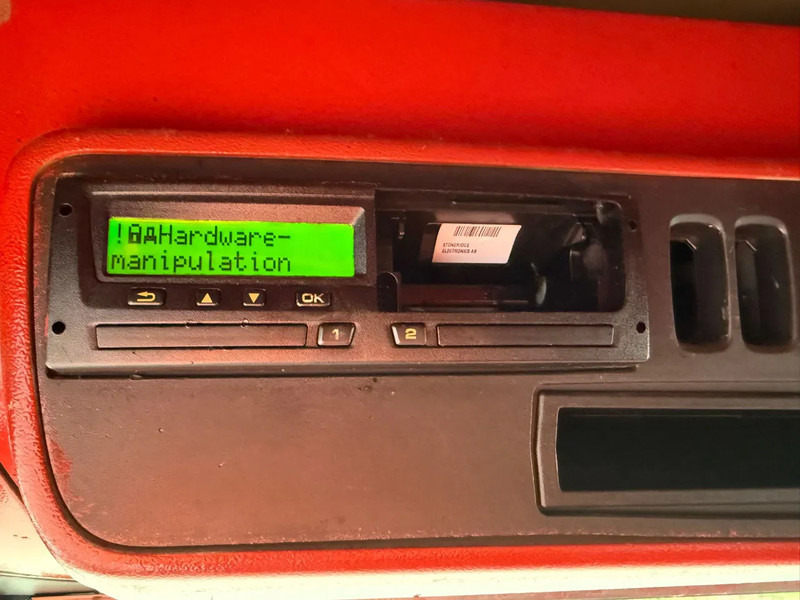 !Hardware-
manipulation
STONERIDGE
ELECTRONICS AB
OK
1
2